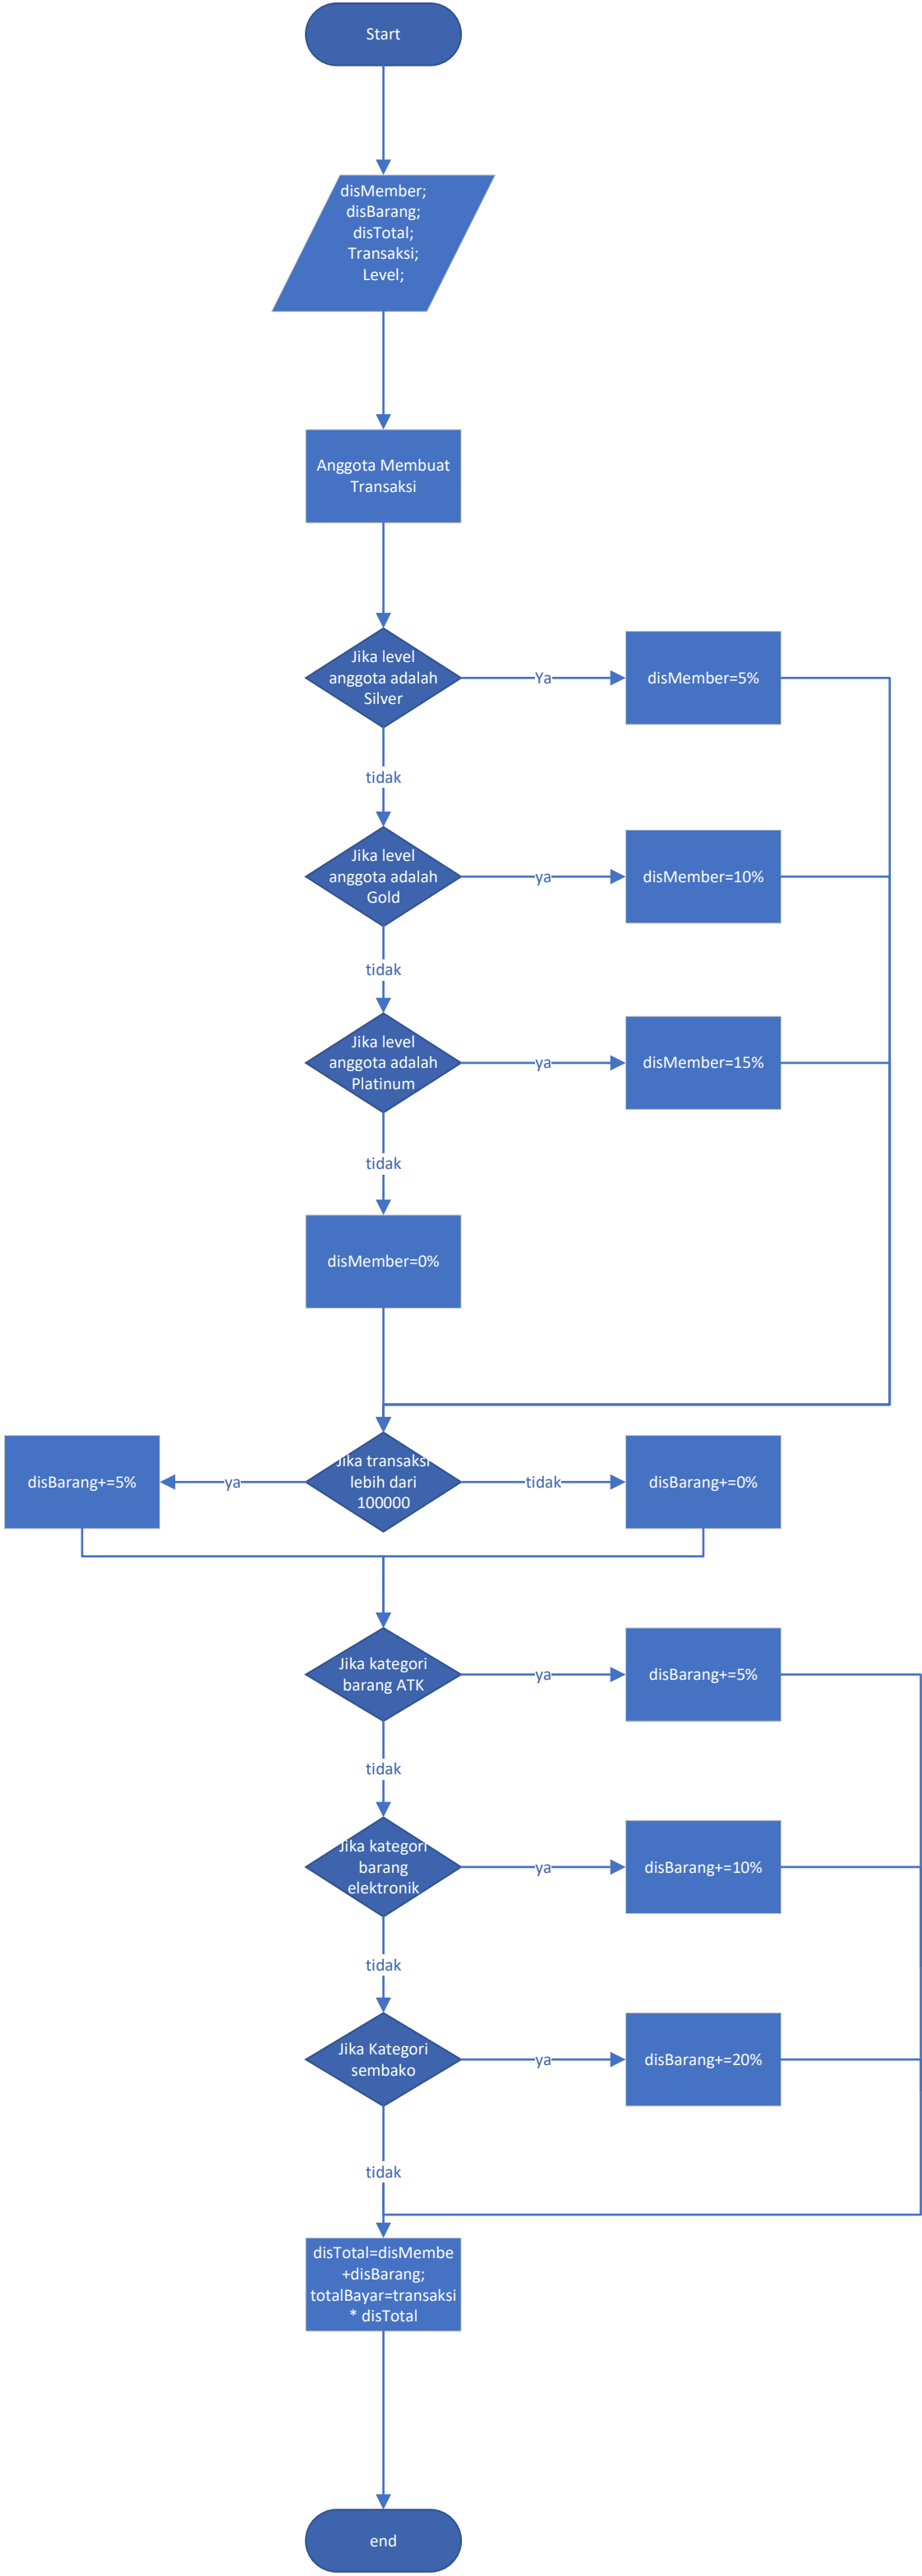 Start
disMember;
disBarang;
disTotal;
Transaksi;
Level;
Anggota Membuat
Transaksi
Jika level
anggota adalah
Silver
Ya
disMember=5%
tidak
Jika level
anggota adalah
Gold
ya
disMember=10%
tidak
Jika level
anggota adalah
Platinum
ya
disMember=15%
tidak
disMember=0%
disBarang+=5%
ya
Jika transaksi
lebih dari
100000
tidak
disBarang+=0%
Jika kategori
barang ATK
ya
disBarang+=5%
tidak
Jika kategori
barang
elektronik
ya
disBarang+=10%
tidak
Jika Kategori
sembako
ya
disBarang+=20%
tidak
disTotal=disMembe
+disBarang;
totalBayar=transaksi
* disTotal
end